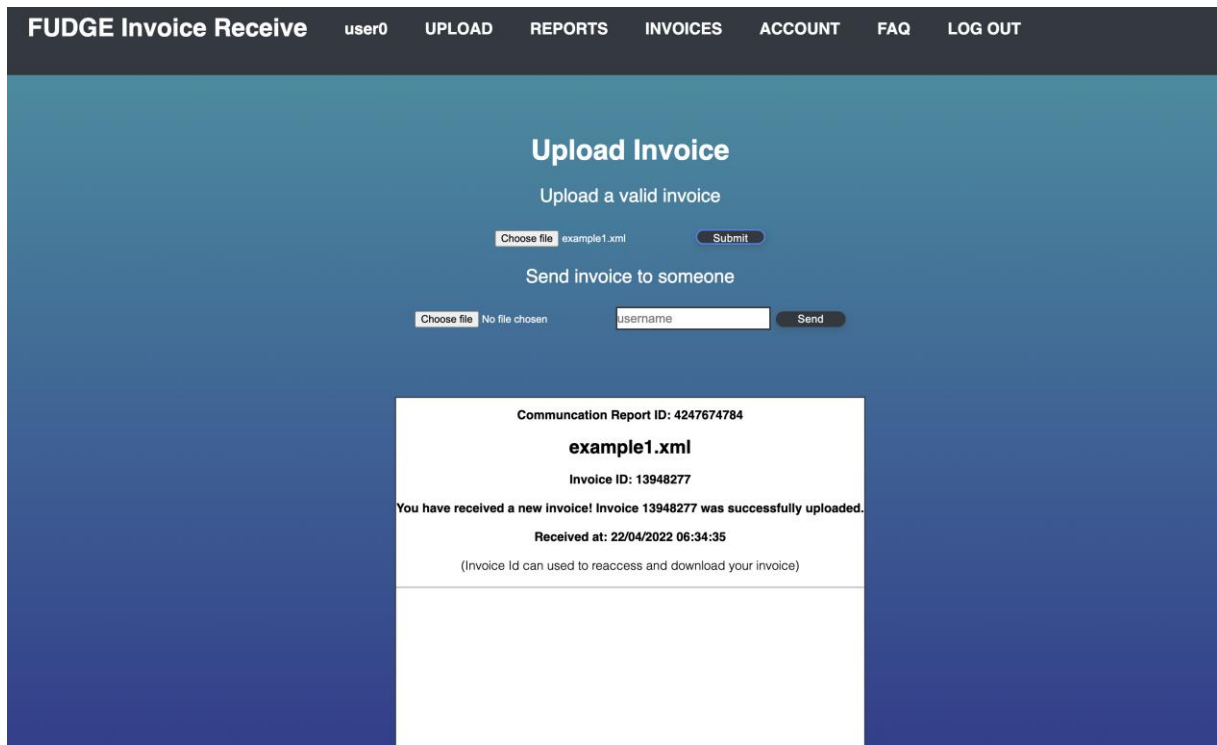 FUDGE Invoice Receive user0 UPLOAD REPORTS INVOICES ACCOUNT FAQ LOG OUT
Upload Invoice
Upload a valid invoice
Choose file example1.xml Submit
Send invoice to someone
Choose file No file chosen username Send
Communcation Report ID: 4247674784
example1.xml
Invoice ID: 13948277
You have received a new invoice! Invoice 13948277 was successfully uploaded.
Received at: 22/04/2022 06:34:35
(Invoice Id can used to reaccess and download your invoice)